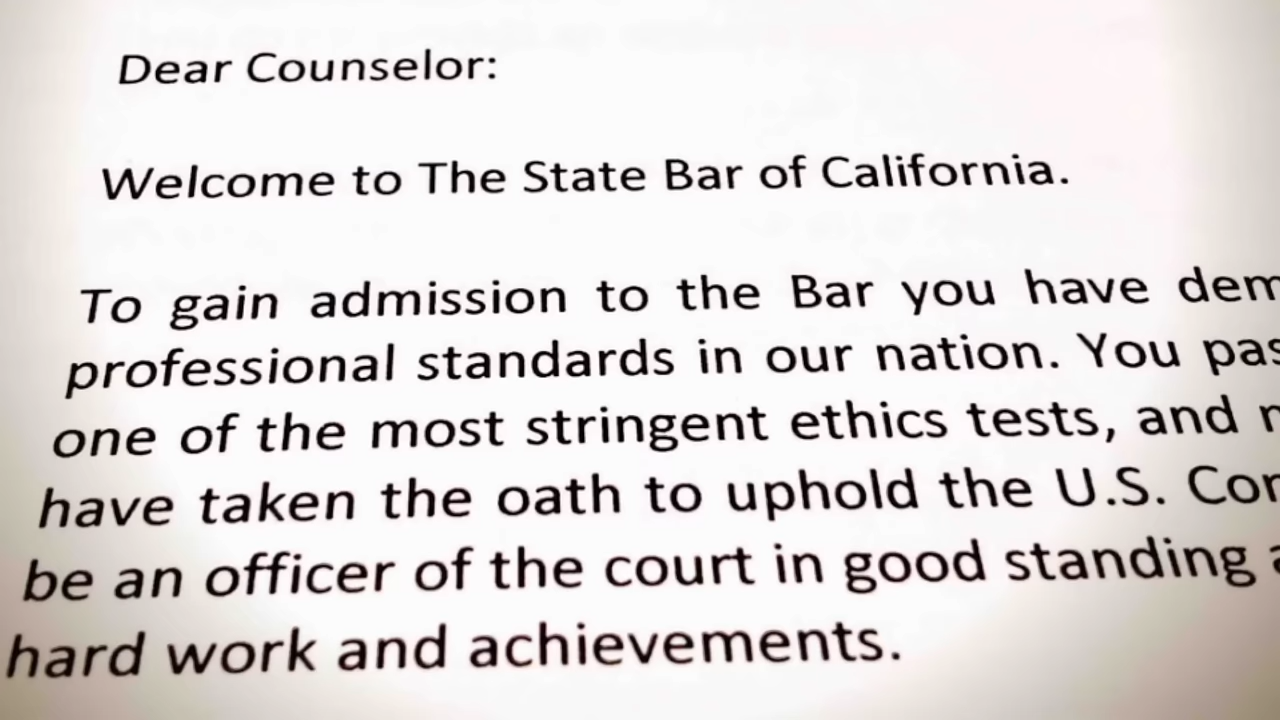 Dear Counselor:
Welcome to The State Bar of California.
To gain admission to the Bar you have dem
professional standards in our nation. You pas
one of the most stringent ethics tests, and
have taken the oath to uphold the U.S. Con
be an officer of the court in good standing
hard work and achievements.